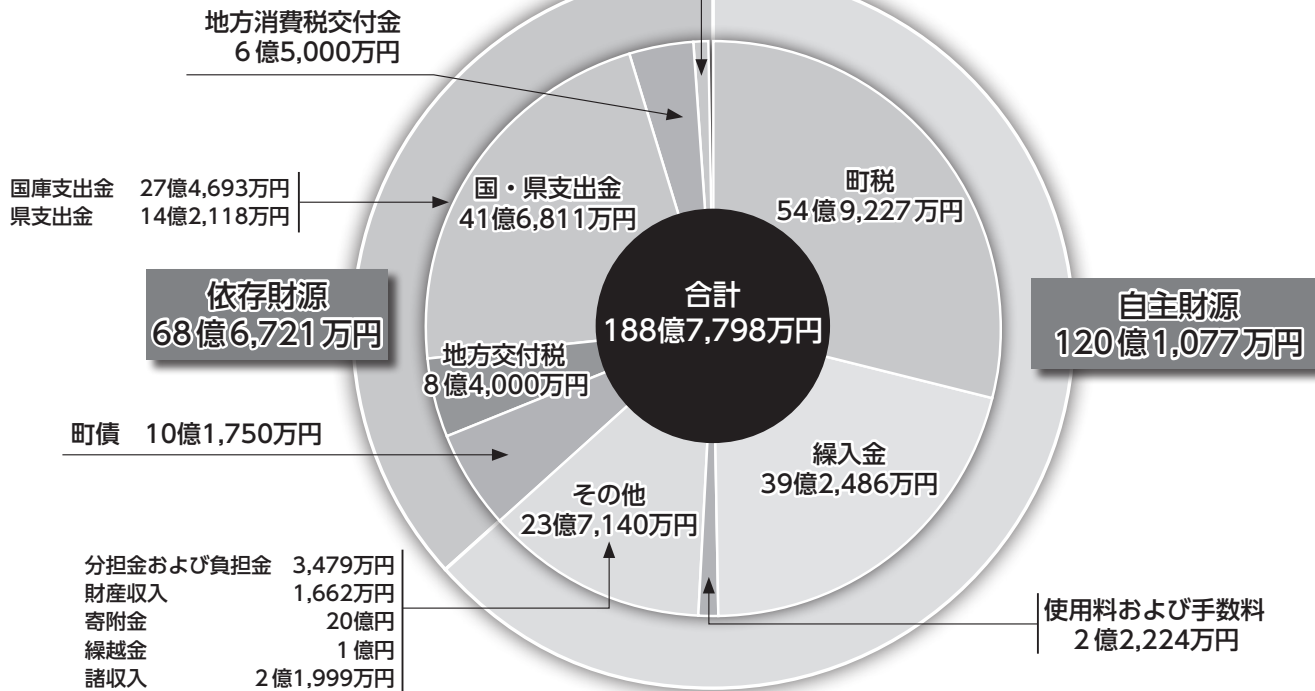 地方消費税交付金
6億5,000万円
国庫支出金 27億4,693万円
県支出金 14億2,118万円
国・県支出金
41億6,811万円
町税
54億9,227万円
依存財源
68億6,721万円
合計
188億7,798万円
自主財源
120億1,077万円
地方交付税
8億4,000万円
町債 10億1,750万円
繰入金
39億2,486万円
その他
23億7,140万円
分担金および負担金 3,479万円
財産収入 1,662万円
寄附金 20億円
繰越金 1億円
諸収入 2億1,999万円
使用料および手数料
2億2,224万円